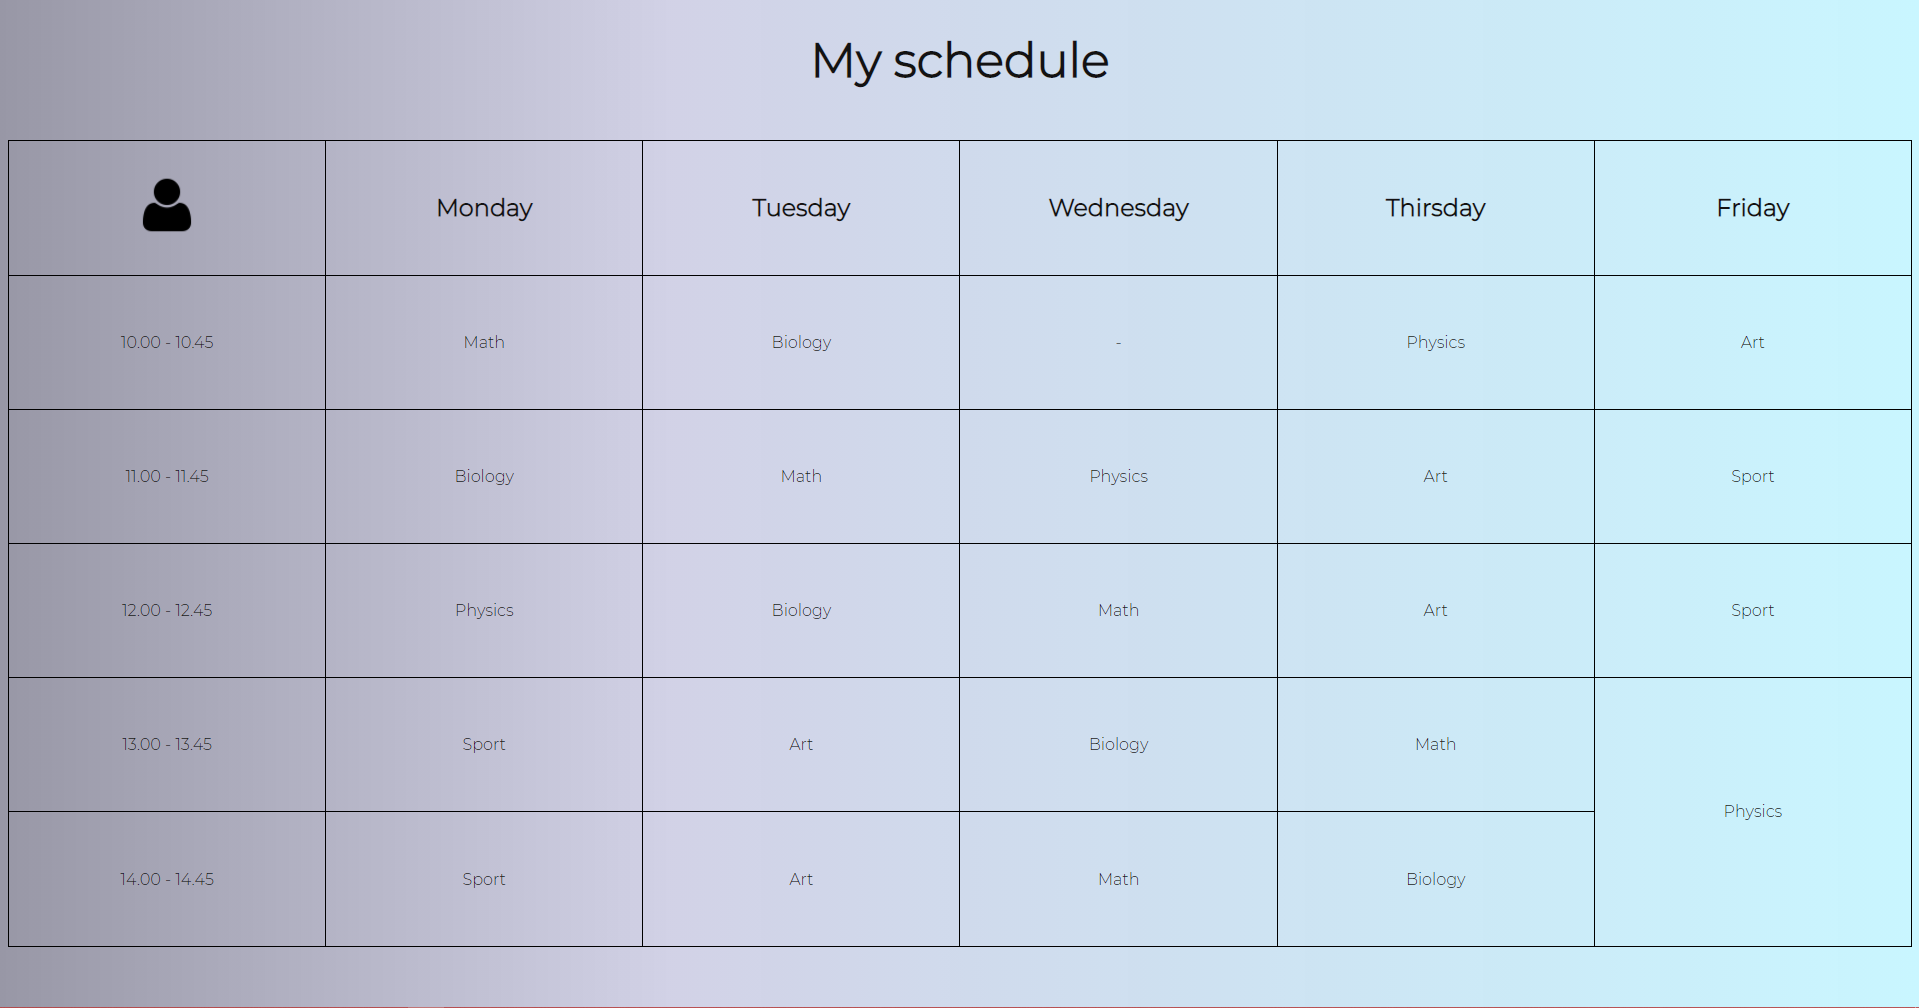 My schedule
Monday Tuesday Wednesday Thirsday Friday
10.00 - 10.45 Math Biology - Physics Art
11.00 - 11.45 Biology Math Physics Art Sport
12.00 - 12.45 Physics Biology Math Art Sport
13.00 - 13.45 Sport Art Biology Math
Physics
14.00 - 14.45 Sport Art Math Biology